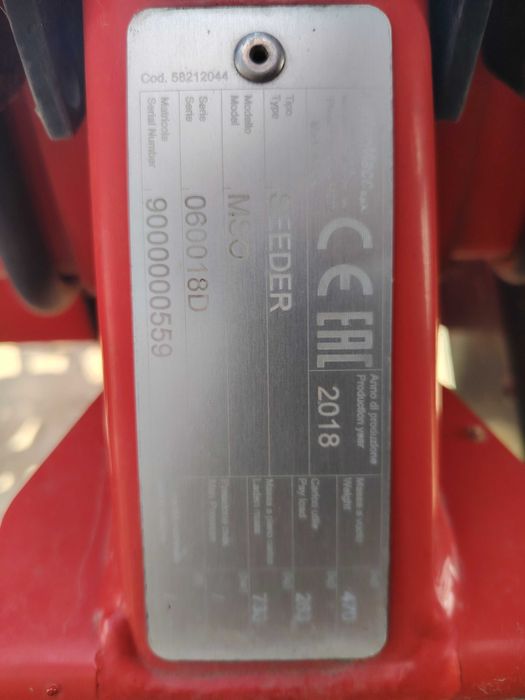 Cod. 58212044
CE EAC
Anno di produzione
Production year
2018
Tipo
Type
SEEDER
Modello
Model
MSO
Serie
Serie
060018D
Matricola
Serial Number
9000000559
Massa a vuoto
Weight
470
Carico utile
Pay load
260
Massa a pieno carico
Laden mass
730